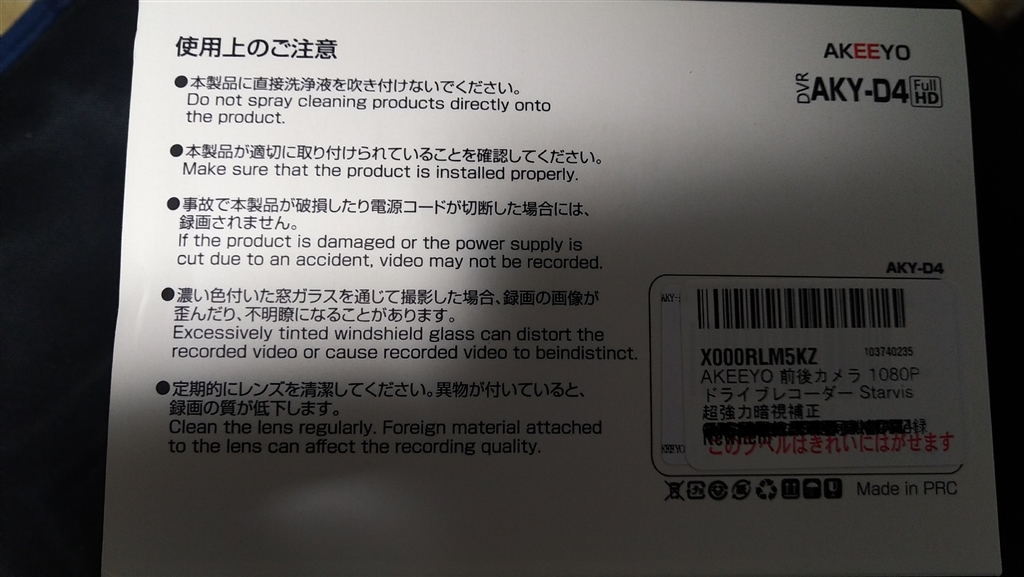 使用上のご注意
●本製品に直接洗浄液を吹き付けないでください。
Do not spray cleaning products directly onto
the product.
●本製品が適切に取り付けられていることを確認してください。
Make sure that the product is installed properly.
●事故で本製品が破損したり電源コードが切断した場合には、
録画されません。
If the product is damaged or the power supply is
cut due to an accident, video may not be recorded.
●濃い色付いた窓ガラスを通じて撮影した場合、録画の画像が
歪んだり、不明瞭になることがあります。
Excessively tinted windshield glass can distort the
recorded video or cause recorded video to beindistinct.
●定期的にレンズを清潔してください。異物が付いていると、
録画の質が低下します。
Clean the lens regularly. Foreign material attached
to the lens can affect the recording quality.
AKEEYO
DVR AKY-D4 Full HD
AKY-D4
X000RLM5KZ 103740235
AKEEYO 前後カメラ 1080P
ドライブレコーダー Starvis
超強力暗視補正
録
このラベルはきれいにはがせます
Made in PRC